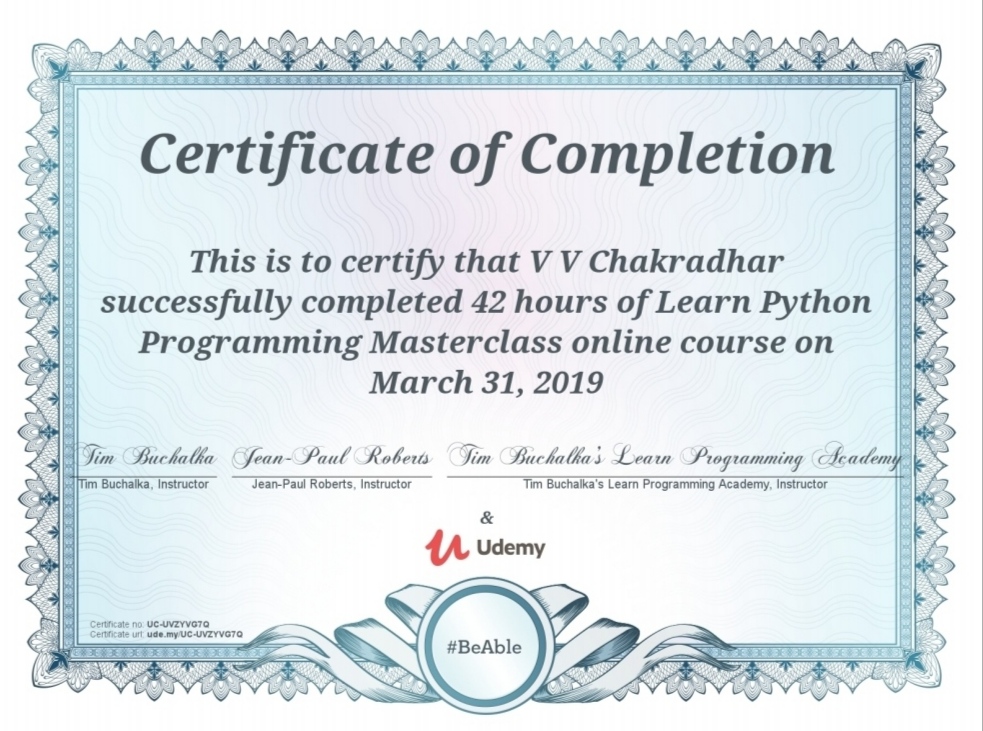 Certificate of Completion
This is to certify that V V Chakradhar
successfully completed 42 hours of Learn Python
Programming Masterclass online course on
March 31, 2019
Tim Buchalka Jean-Paul Roberts Tim Buchalka's Learn Programming Academy
Tim Buchalka, Instructor Jean-Paul Roberts, Instructor Tim Buchalka's Learn Programming Academy, Instructor
&
Udemy
Certificate no: UC-UVZYVG7Q
Certificate url: ude.my/UC-UVZYVG7Q
#BeAble